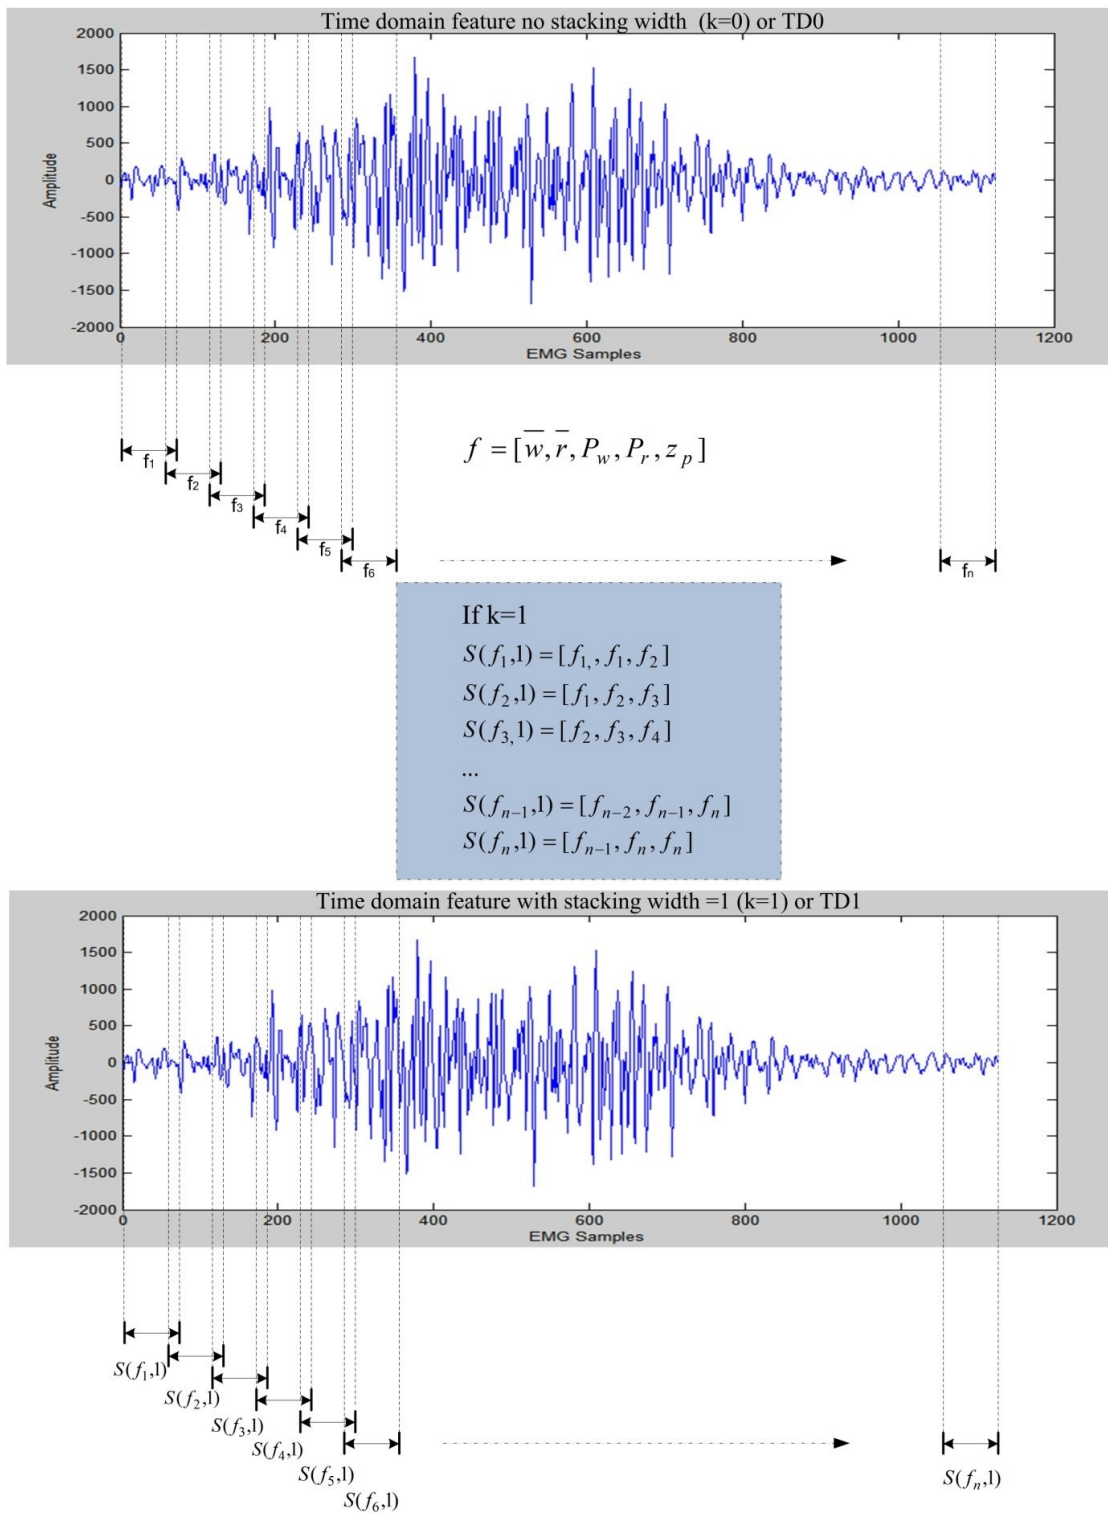 Time domain feature no stacking width (k=0) or TD0
2000
1500
1000
500
0
-500
-1000
-1500
-2000
Amplitude
0 200 400 600 800 1000 1200
EMG Samples
f = [w̅, r̅, P_w, P_r, z_p]
f₁
f₂
f₃
f₄
f₅
f₆
fₙ
If k=1
S(f₁,1) = [f₁,, f₁, f₂]
S(f₂,1) = [f₁, f₂, f₃]
S(f₃,1) = [f₂, f₃, f₄]
...
S(fₙ₋₁,1) = [fₙ₋₂, fₙ₋₁, fₙ]
S(fₙ,1) = [fₙ₋₁, fₙ, fₙ]
Time domain feature with stacking width =1 (k=1) or TD1
2000
1500
1000
500
0
-500
-1000
-1500
-2000
Amplitude
0 200 400 600 800 1000 1200
EMG Samples
S(f₁,1)
S(f₂,1)
S(f₃,1)
S(f₄,1)
S(f₅,1)
S(f₆,1)
S(fₙ,1)